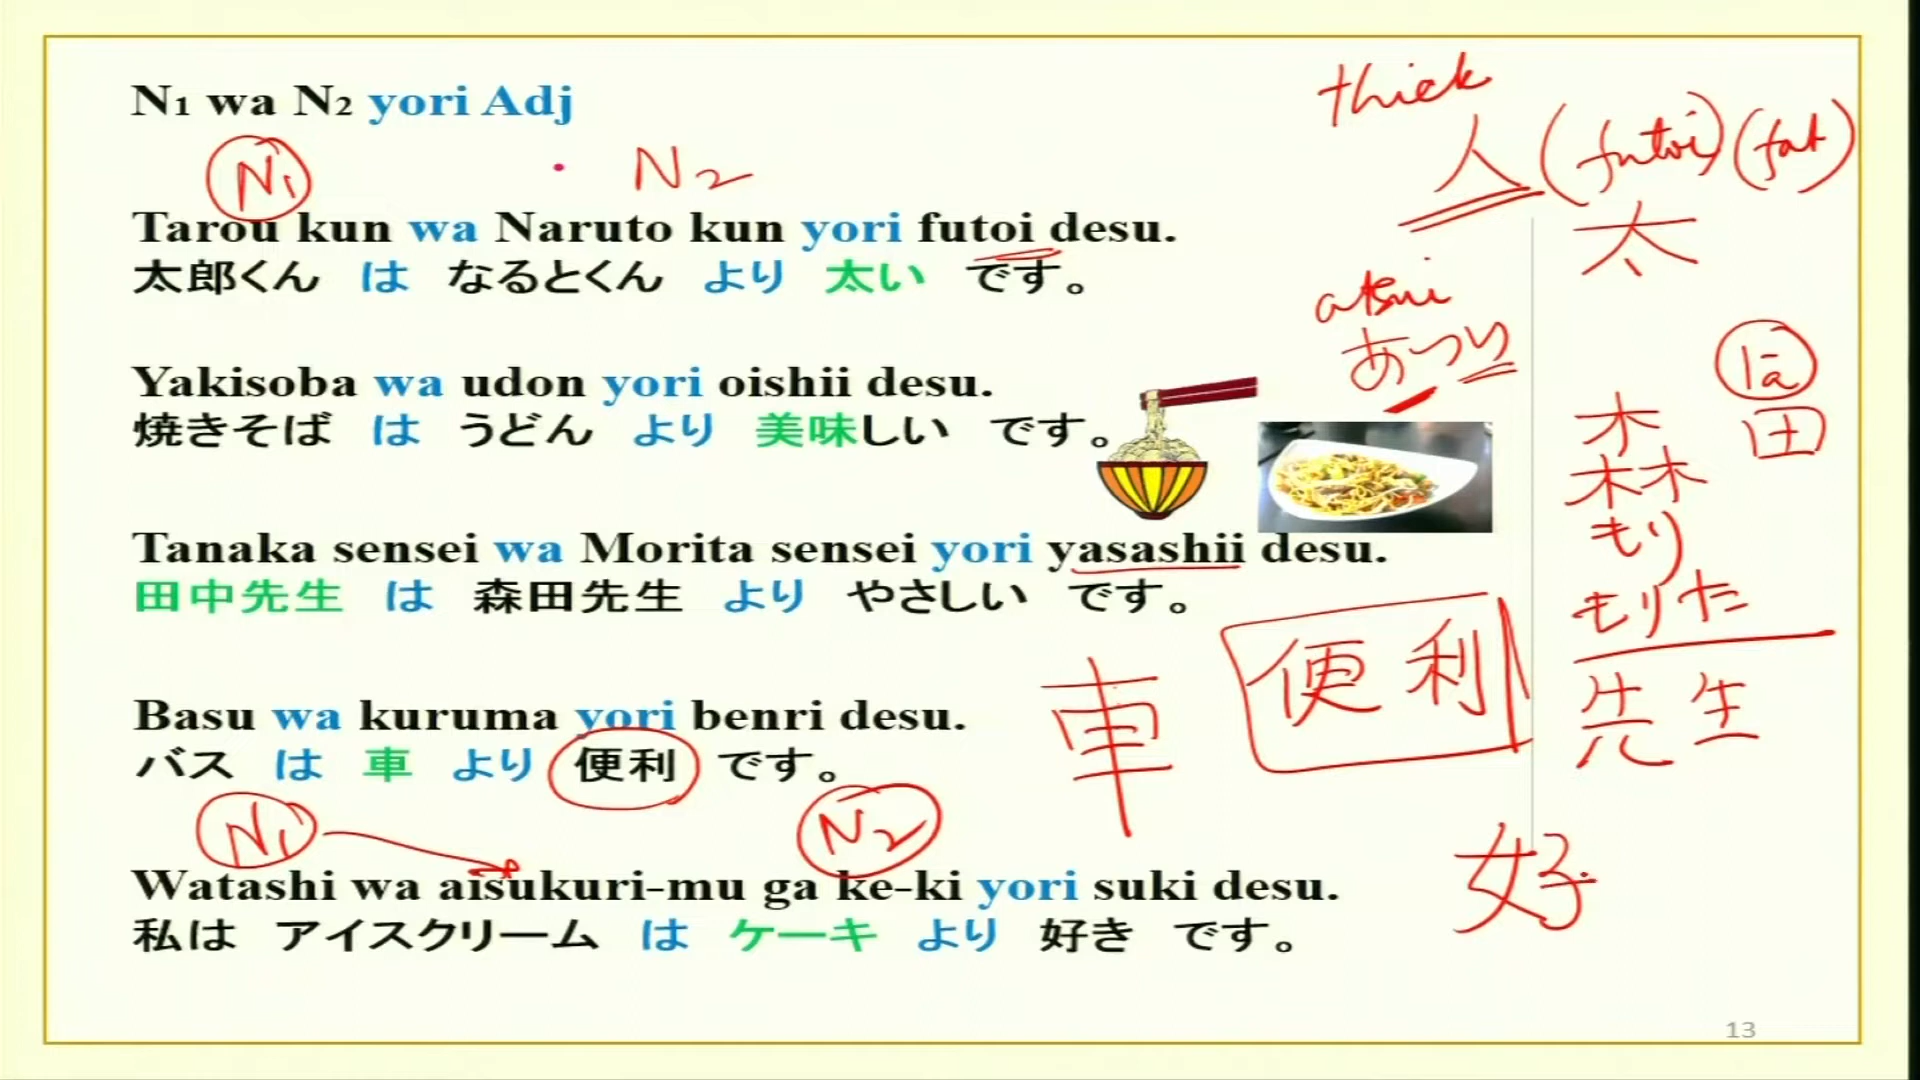 N1 wa N2 yori Adj
N1
N2
Tarou kun wa Naruto kun yori futoi desu.
太郎くん は なるとくん より 太い です。
Yakisoba wa udon yori oishii desu.
焼きそば は うどん より 美味しい です。
Tanaka sensei wa Morita sensei yori yasashii desu.
田中先生 は 森田先生 より やさしい です。
Basu wa kuruma yori benri desu.
バス は 車 より 便利 です。
N1
N2
Watashi wa aisukuri-mu ga ke-ki yori suki desu.
私は アイスクリーム は ケーキ より 好き です。
thick
人 (futoi) (fat)
太
atsui
あつい
ta
田
森
もり
もりた
先生
車
便利
好
13